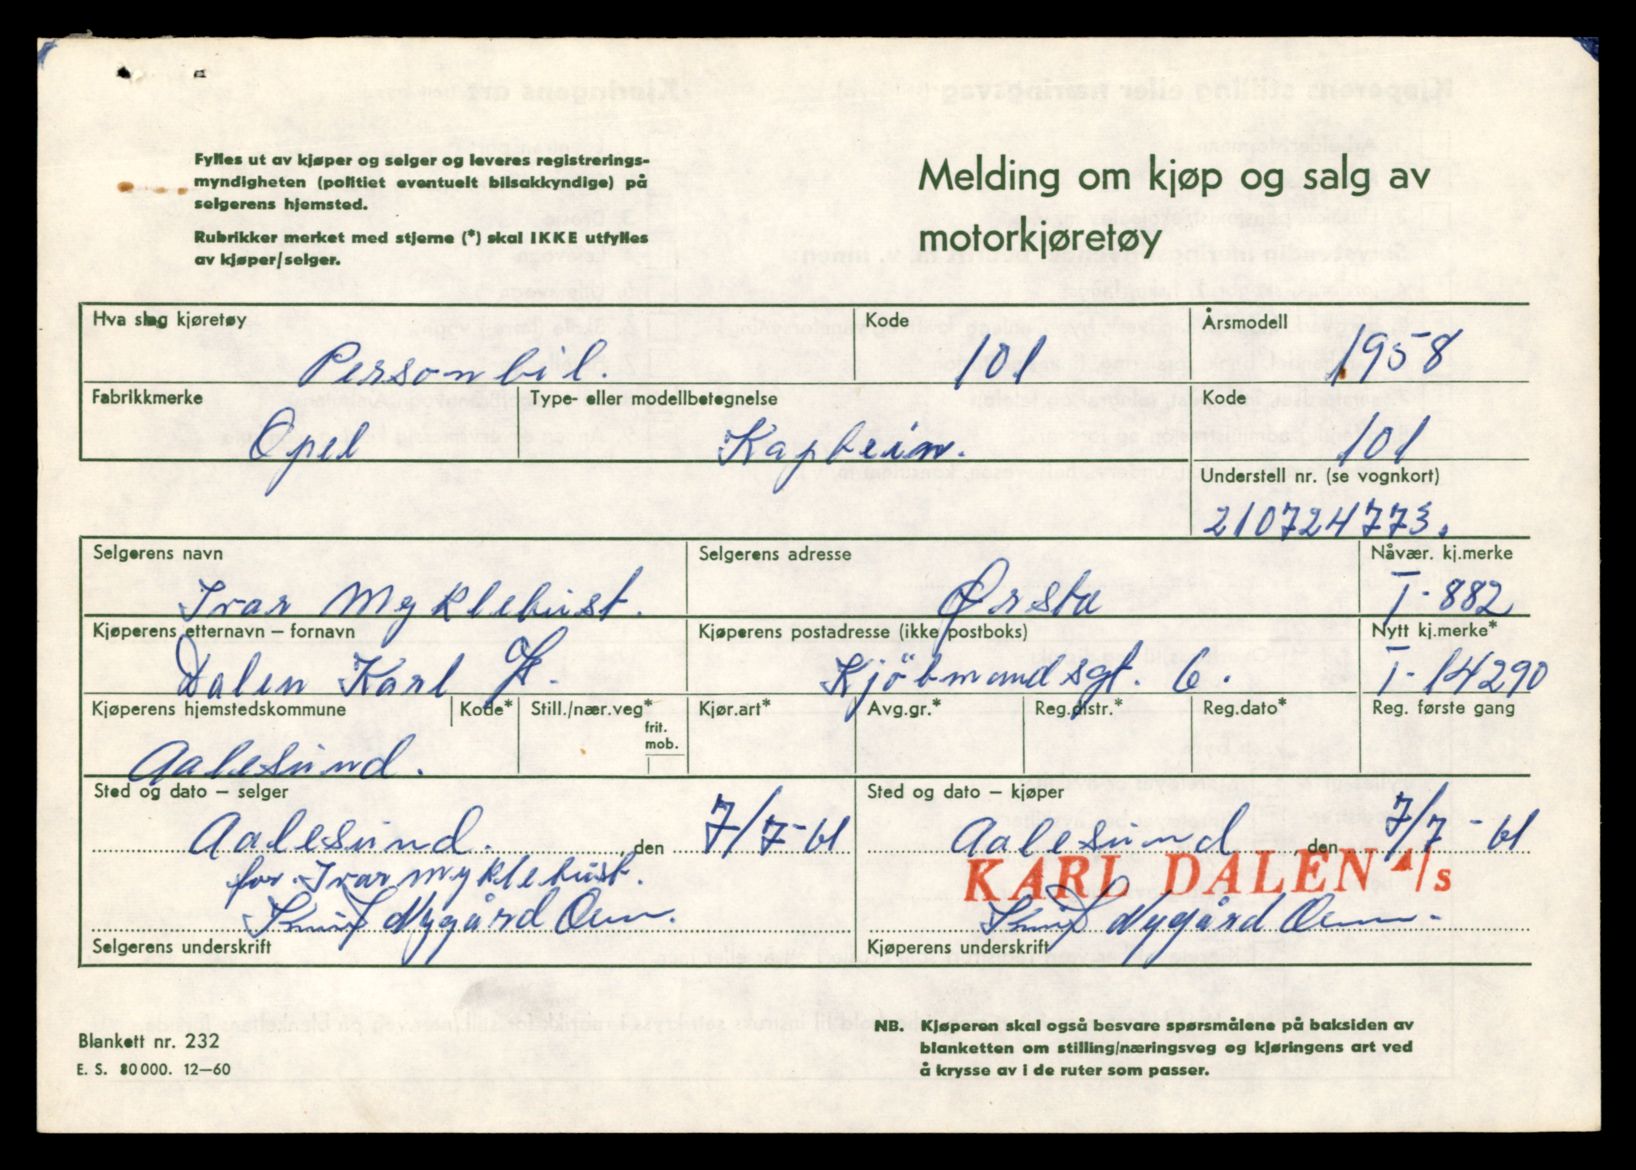 Fylles ut av kjøper og selger og leveres registrerings-
myndigheten (politiet eventuelt bilsakkyndige) på
selgerens hjemsted.
Rubrikker merket med stjerne (*) skal IKKE utfylles
av kjøper/selger.
Melding om kjøp og salg av
motorkjøretøy
Hva slag kjøretøy
Personbil.
Kode
101
Årsmodell
1958
Fabrikkmerke
Opel
Type- eller modellbetegnelse
Kaptein.
Kode
101
Understell nr. (se vognkort)
210724773.
Selgerens navn
Ivar Myklebust.
Selgerens adresse
Ørsta
Nåvær. kj.merke
T-882
Kjøperens etternavn – fornavn
Dalen Karl
Kjøperens postadresse (ikke postboks)
Kjöbmandsgt. 6.
Nytt kj.merke*
T-14290
Kjøperens hjemstedskommune
Aalesund.
Kode*
Still./nær.veg*
frit.
mob.
Kjør.art*
Avg.gr.*
Reg.distr.*
Reg.dato*
Reg. første gang
Sted og dato – selger
Aalesund. , den 7/7-61
for. Ivar Myklebust.
Knut Nygård
Selgerens underskrift
Sted og dato – kjøper
Aalesund , den 7/7-61
KARL DALEN A/S
Knut Nygård
Kjøperens underskrift
Blankett nr. 232
E. S. 80000. 12–60
NB. Kjøperen skal også besvare spørsmålene på baksiden av
blanketten om stilling/næringsveg og kjøringens art ved
å krysse av i de ruter som passer.